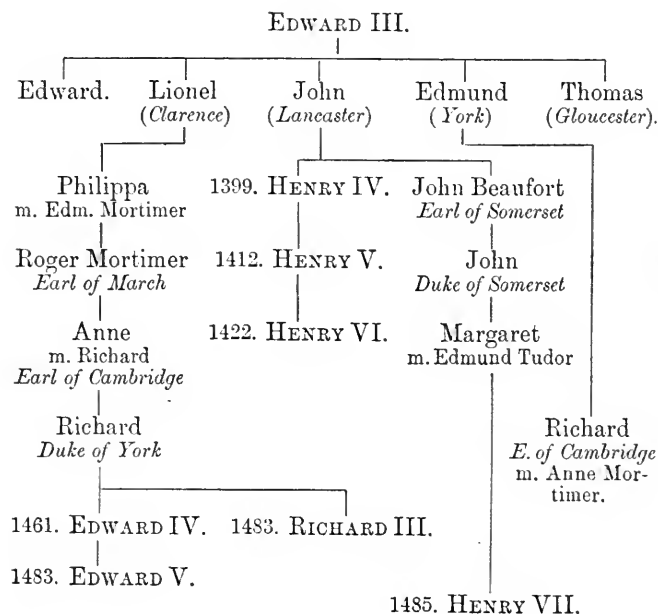 EDWARD III.
Edward. Lionel John Edmund Thomas
(Clarence) (Lancaster) (York) (Gloucester).
Philippa 1399. HENRY IV. John Beaufort
m. Edm. Mortimer Earl of Somerset
Roger Mortimer 1412. HENRY V. John
Earl of March Duke of Somerset
Anne 1422. HENRY VI. Margaret
m. Richard m. Edmund Tudor
Earl of Cambridge
Richard Richard
Duke of York E. of Cambridge
m. Anne Mor-
timer.
1461. EDWARD IV. 1483. RICHARD III.
1483. EDWARD V.
1485. HENRY VII.